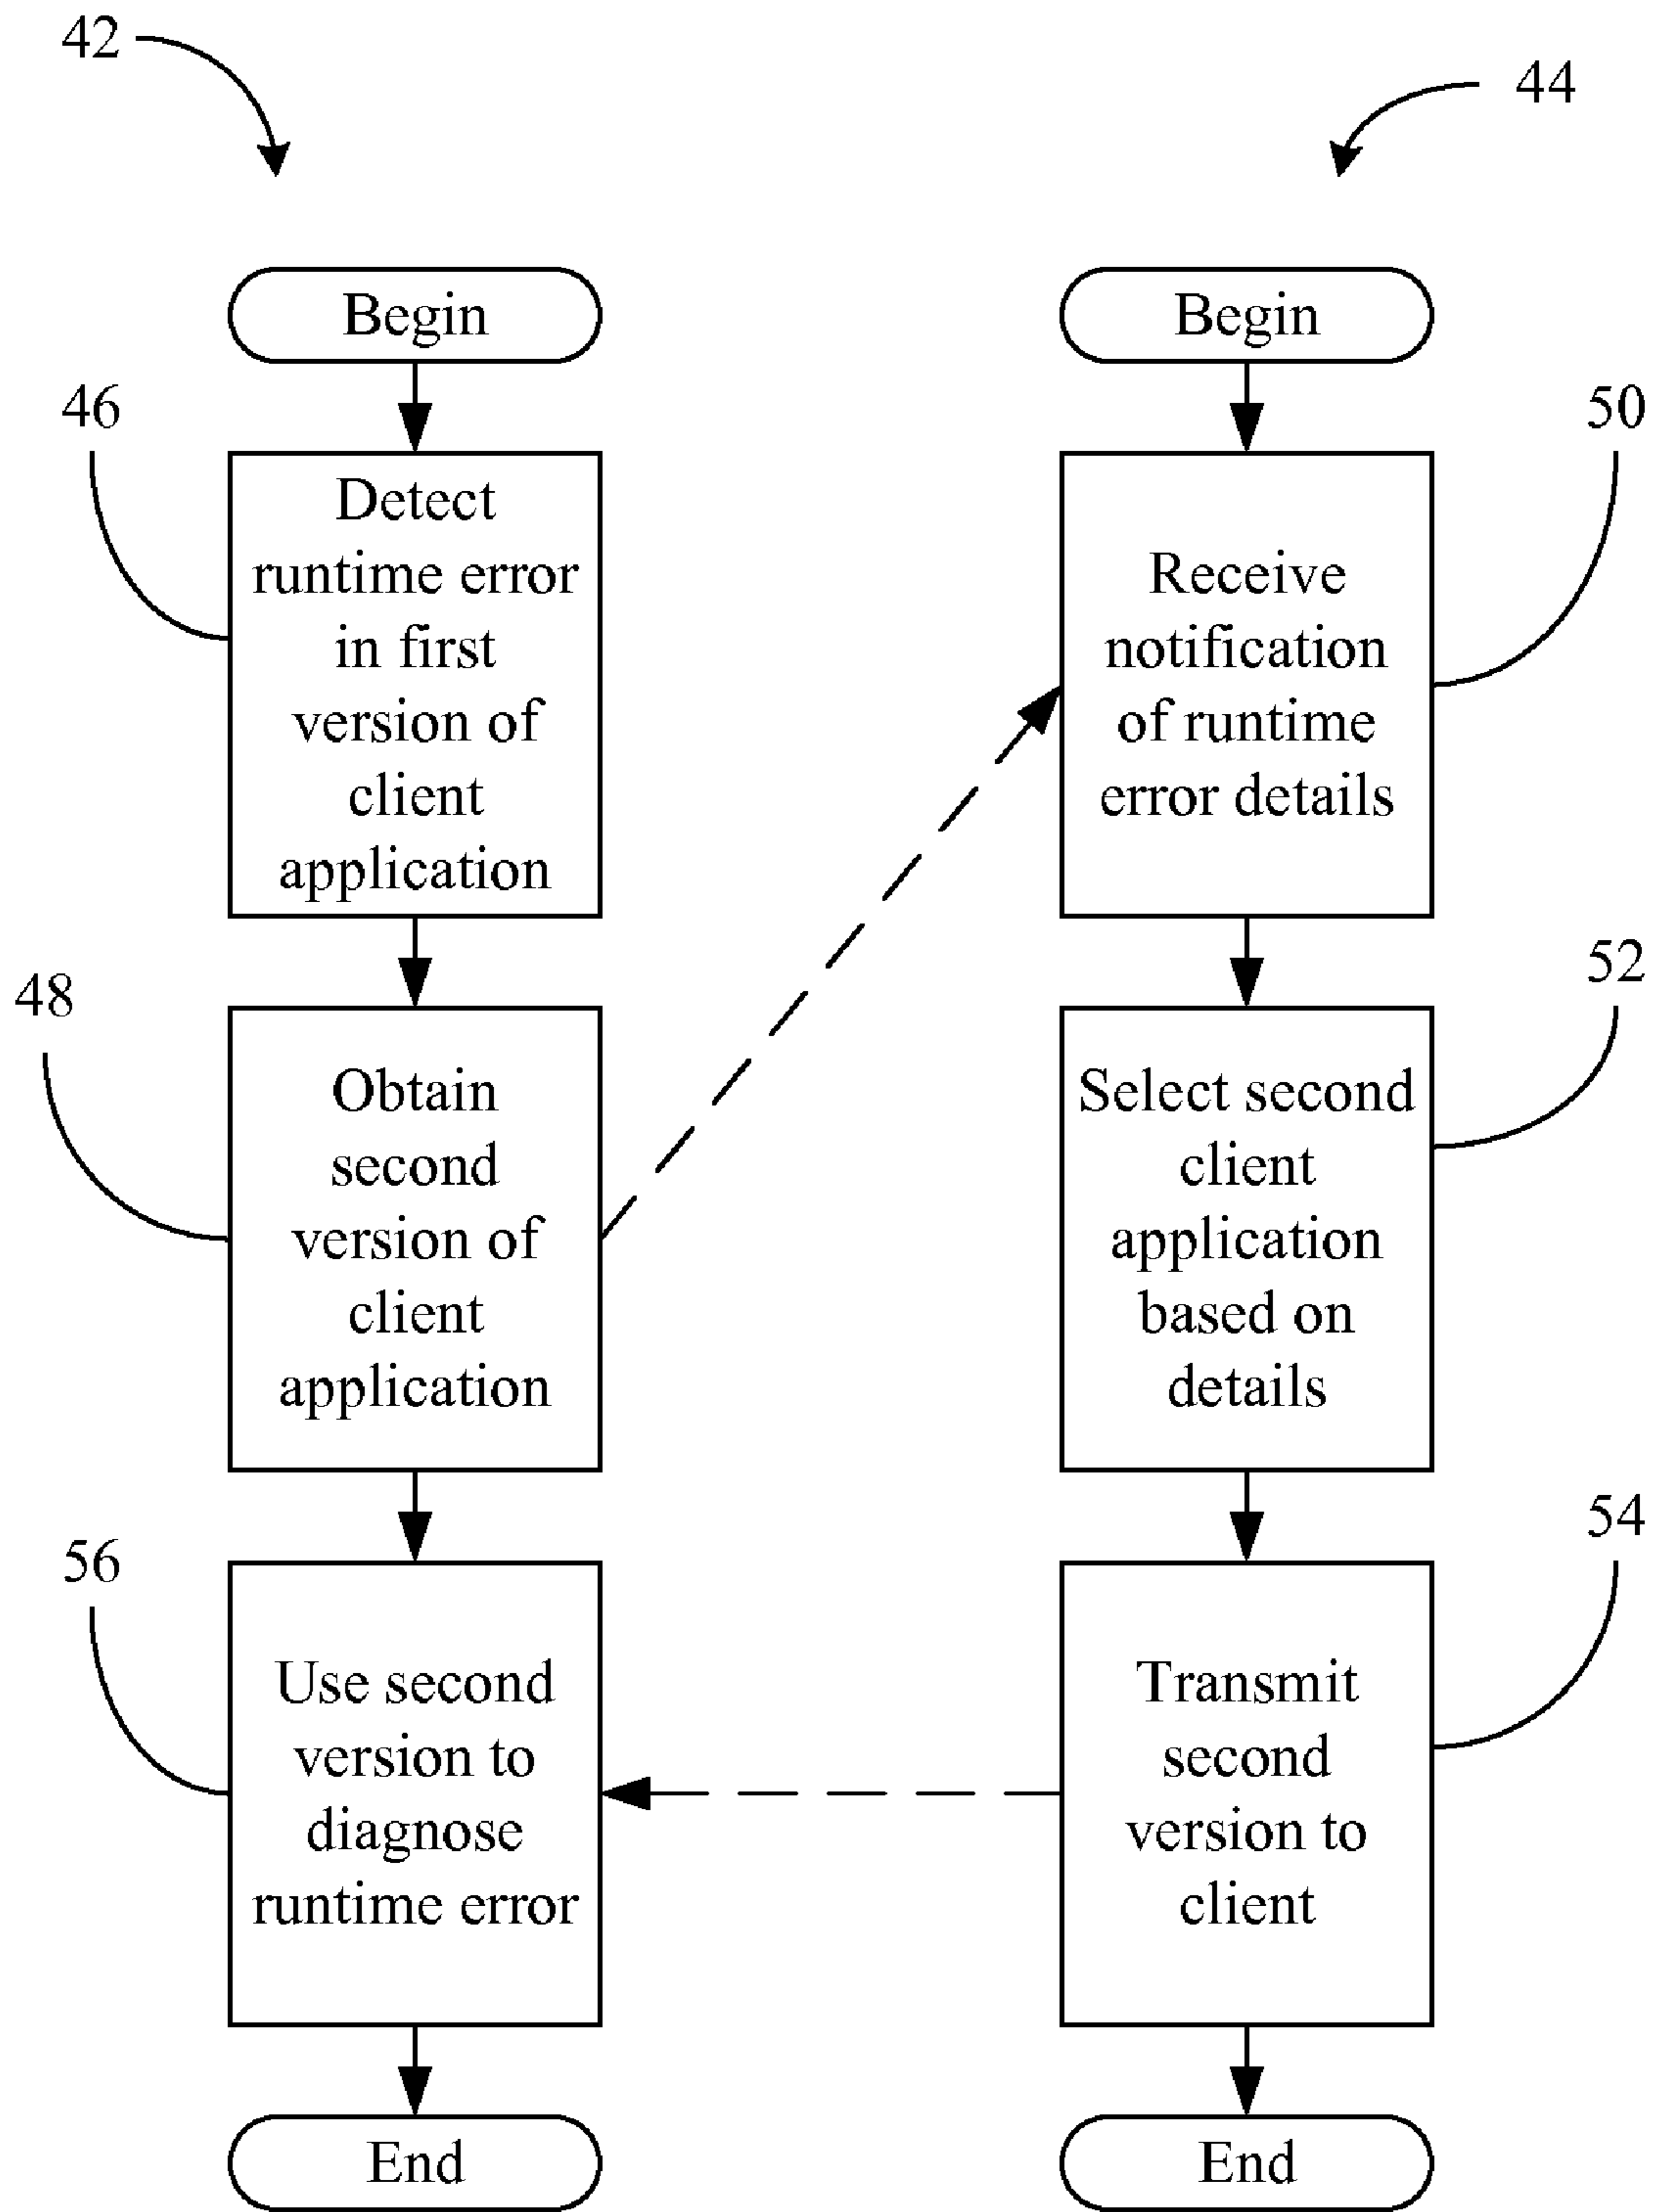 42
Begin
46
Detect
runtime error
in first
version of
client
application
48
Obtain
second
version of
client
application
56
Use second
version to
diagnose
runtime error
End
44
Begin
50
Receive
notification
of runtime
error details
52
Select second
client
application
based on
details
54
Transmit
second
version to
client
End